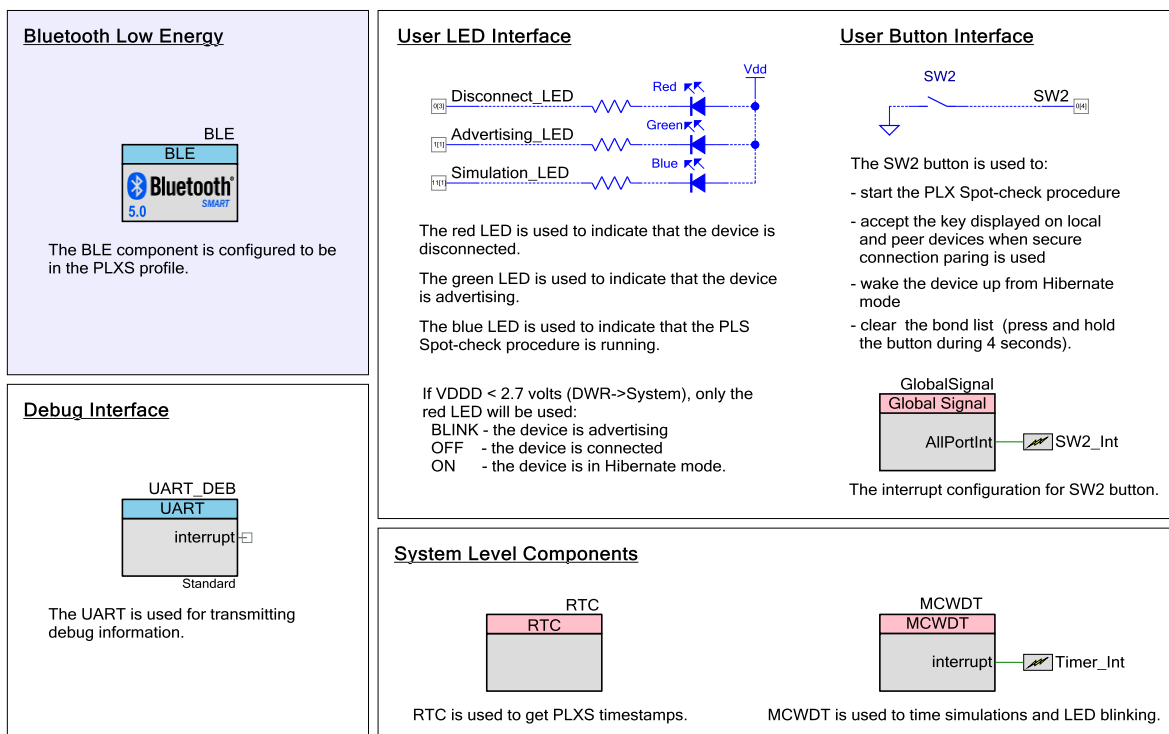 Bluetooth Low Energy
BLE
BLE
Bluetooth®
SMART
5.0
The BLE component is configured to be
in the PLXS profile.
Debug Interface
UART_DEB
UART
interrupt
Standard
The UART is used for transmitting
debug information.
User LED Interface
Vdd
0[3] Disconnect_LED Red
1[1] Advertising_LED Green
11[1] Simulation_LED Blue
The red LED is used to indicate that the device is
disconnected.
The green LED is used to indicate that the device
is advertising.
The blue LED is used to indicate that the PLS
Spot-check procedure is running.
If VDDD < 2.7 volts (DWR->System), only the
red LED will be used:
BLINK - the device is advertising
OFF - the device is connected
ON - the device is in Hibernate mode.
User Button Interface
SW2
SW2 0[4]
The SW2 button is used to:
- start the PLX Spot-check procedure
- accept the key displayed on local
and peer devices when secure
connection paring is used
- wake the device up from Hibernate
mode
- clear the bond list (press and hold
the button during 4 seconds).
GlobalSignal
Global Signal
AllPortInt SW2_Int
The interrupt configuration for SW2 button.
System Level Components
RTC
RTC
RTC is used to get PLXS timestamps.
MCWDT
MCWDT
interrupt Timer_Int
MCWDT is used to time simulations and LED blinking.